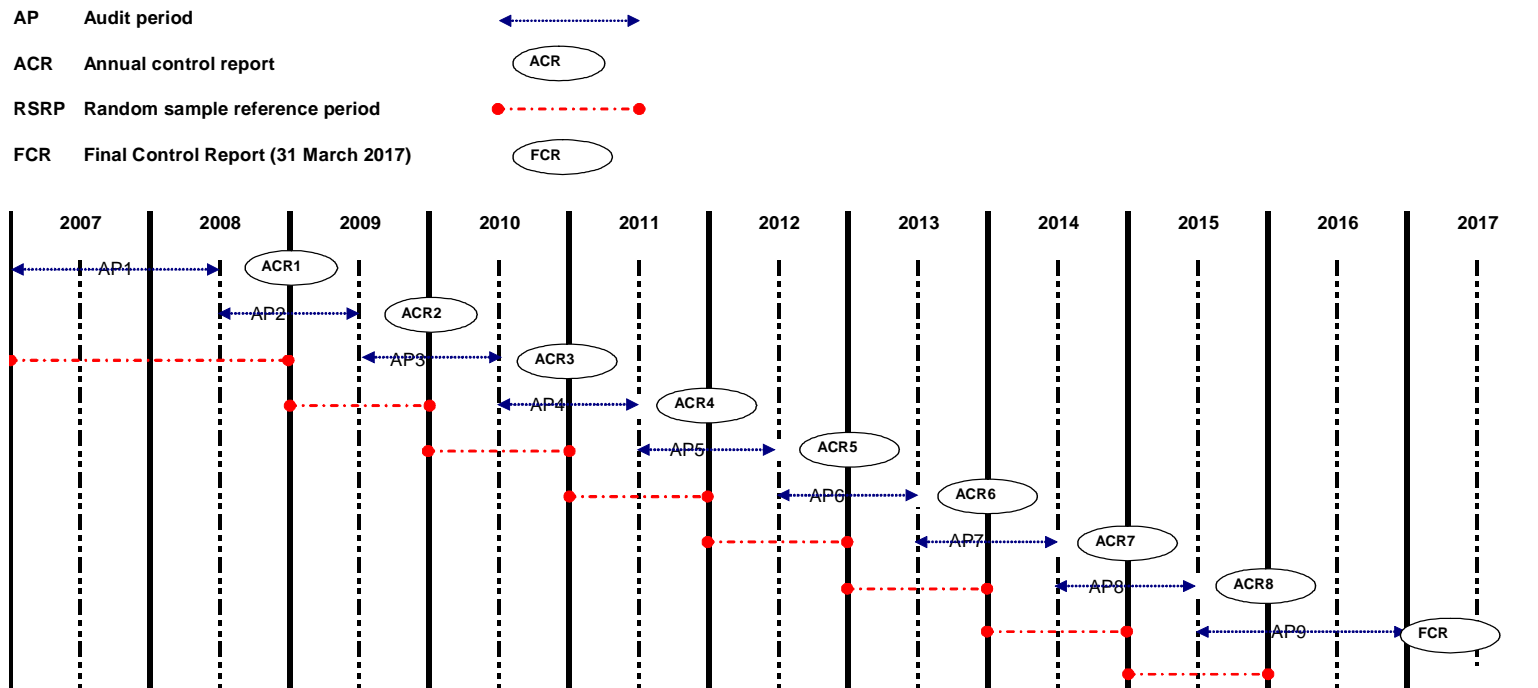 AP Audit period
ACR Annual control report ACR
RSRP Random sample reference period
FCR Final Control Report (31 March 2017) FCR
2007 2008 2009 2010 2011 2012 2013 2014 2015 2016 2017
AP1 ACR1
AP2 ACR2
AP3 ACR3
AP4 ACR4
AP5 ACR5
AP6 ACR6
AP7 ACR7
AP8 ACR8
AP9 FCR